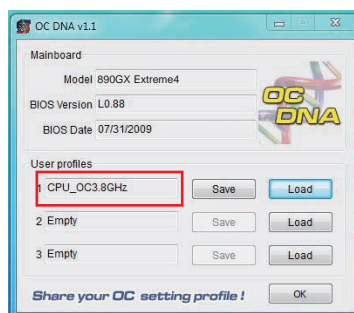 OC DNA v1.1
Mainboard
Model 890GX Extreme4
BIOS Version L0.88
BIOS Date 07/31/2009
OC DNA
User profiles
1 CPU_OC3.8GHz Save Load
2 Empty Save Load
3 Empty Save Load
Share your OC setting profile! OK